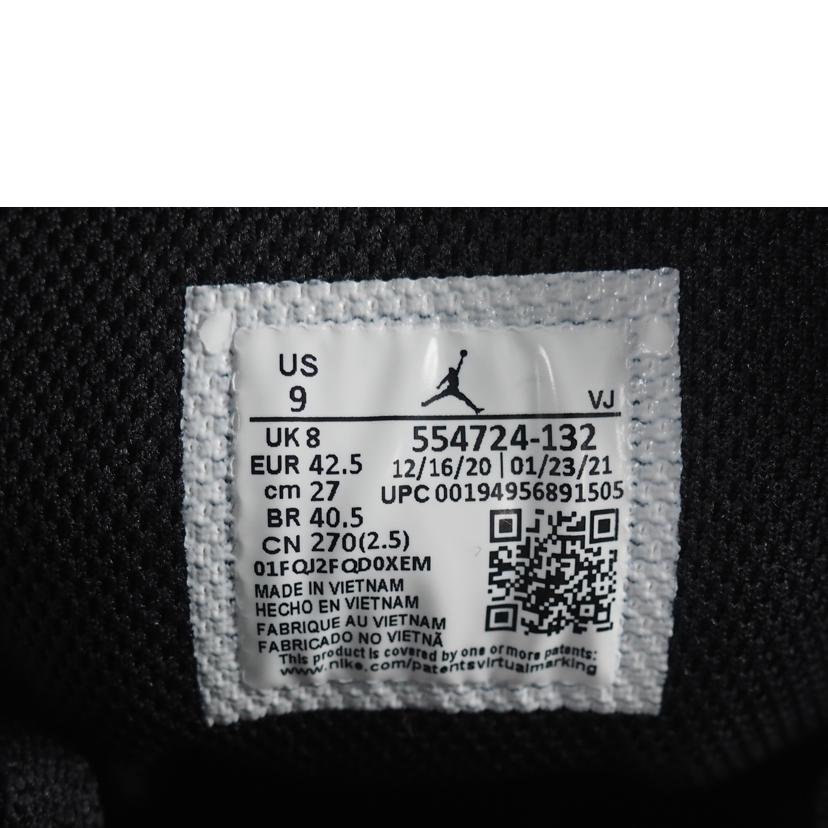 US
9
VJ
UK 8
EUR 42.5
cm 27
BR 40.5
CN 270(2.5)
554724-132
12/16/20 | 01/23/21
UPC 00194956891505
01FQJ2FQD0XEM
MADE IN VIETNAM
HECHO EN VIETNAM
FABRIQUE AU VIETNAM
FABRICADO NO VIETNÃ
This product is covered by one or more patents:
www.nike.com/patentsvirtualmarking